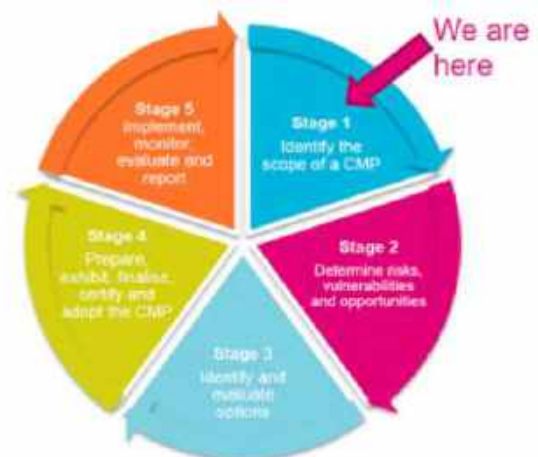 We are
here
Stage 1
Identify the
scope of a CMP
Stage 2
Determine risks,
vulnerabilities
and opportunities
Stage 3
Identify and
evaluate
options
Stage 4
Prepare,
exhibit, finalise,
certify and
adopt the CMP
Stage 5
Implement,
monitor,
evaluate and
report